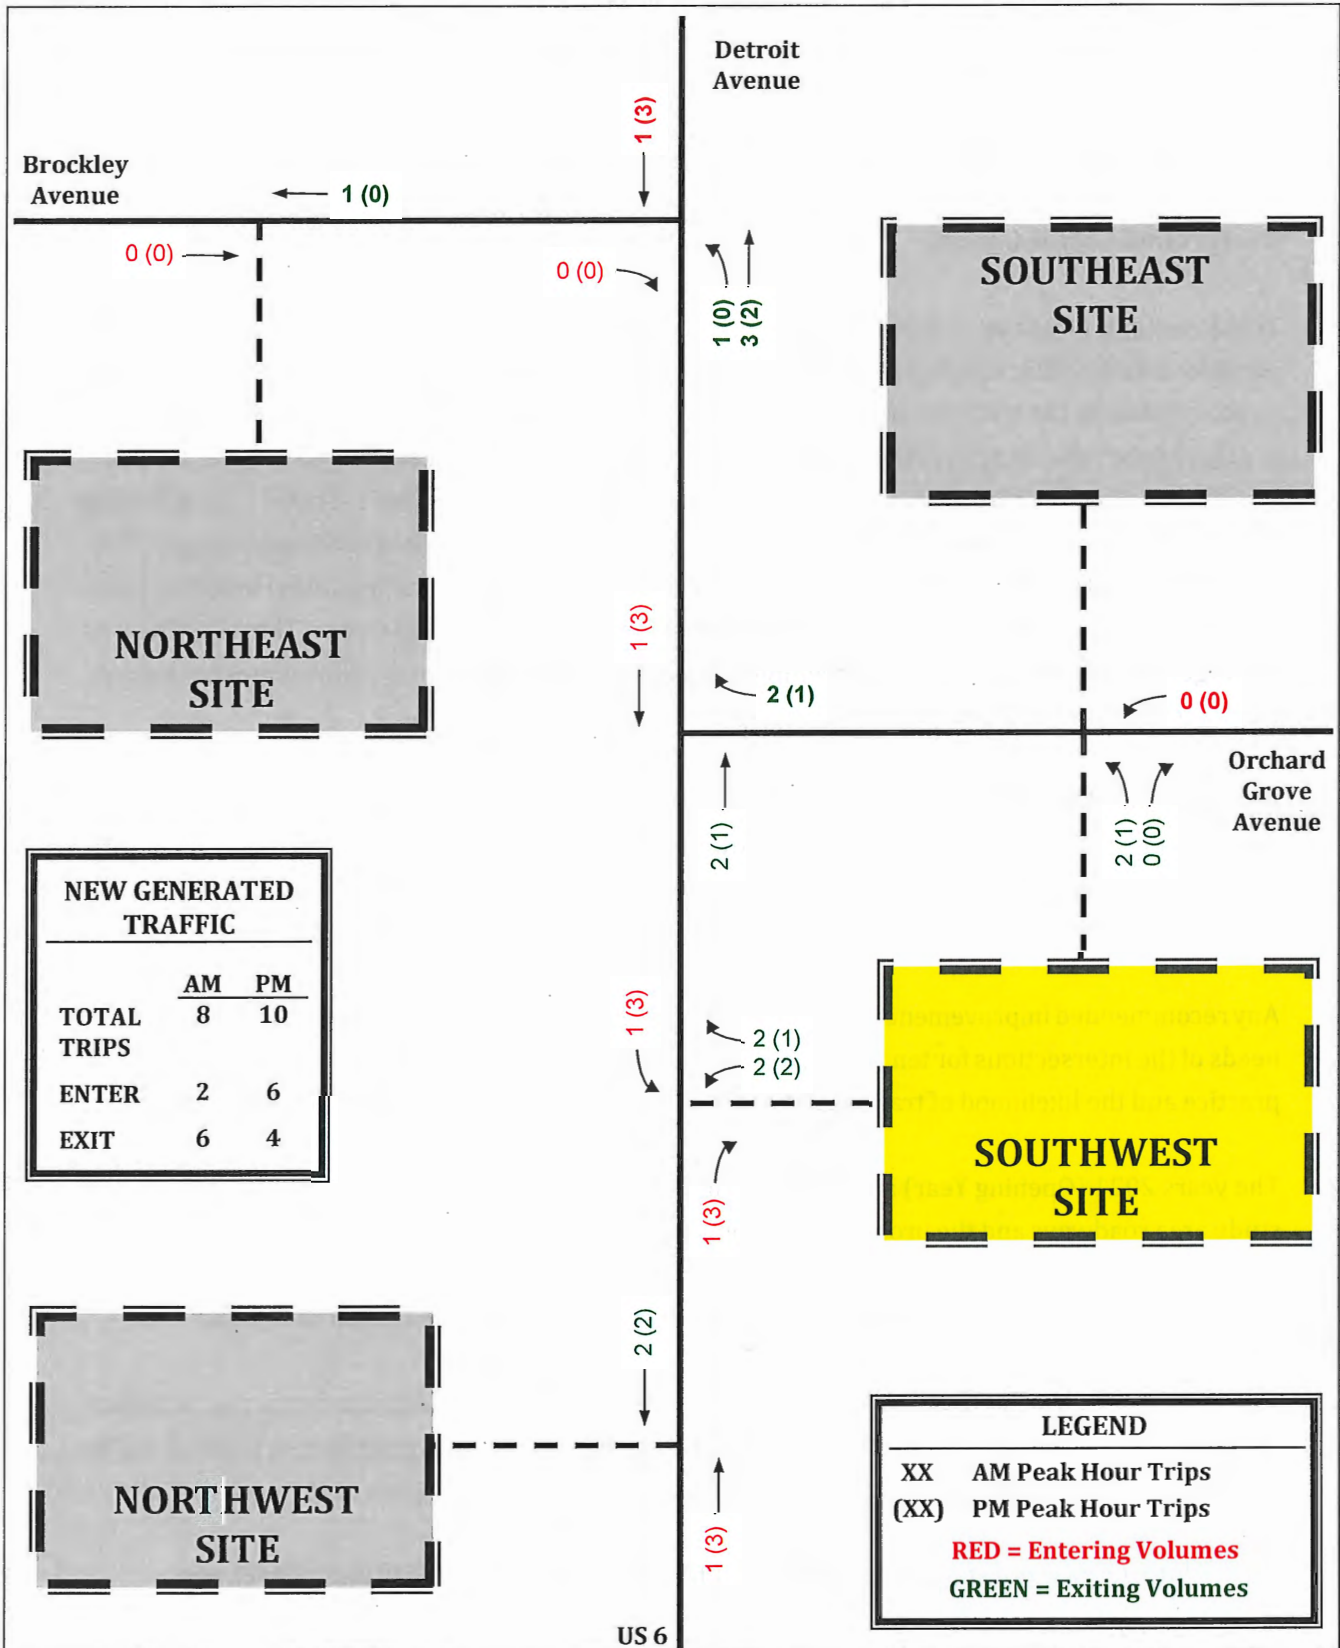 Detroit
Avenue
1 (3)
Brockley
Avenue
1 (0)
0 (0)
0 (0)
1 (0)
3 (2)
SOUTHEAST
SITE
NORTHEAST
SITE
1 (3)
2 (1)
0 (0)
Orchard
Grove
Avenue
2 (1)
2 (1)
0 (0)
NEW GENERATED
TRAFFIC
AM PM
TOTAL 8 10
TRIPS
ENTER 2 6
EXIT 6 4
1 (3)
2 (1)
2 (2)
1 (3)
SOUTHWEST
SITE
2 (2)
NORTHWEST
SITE
1 (3)
LEGEND
XX AM Peak Hour Trips
(XX) PM Peak Hour Trips
RED = Entering Volumes
GREEN = Exiting Volumes
US 6